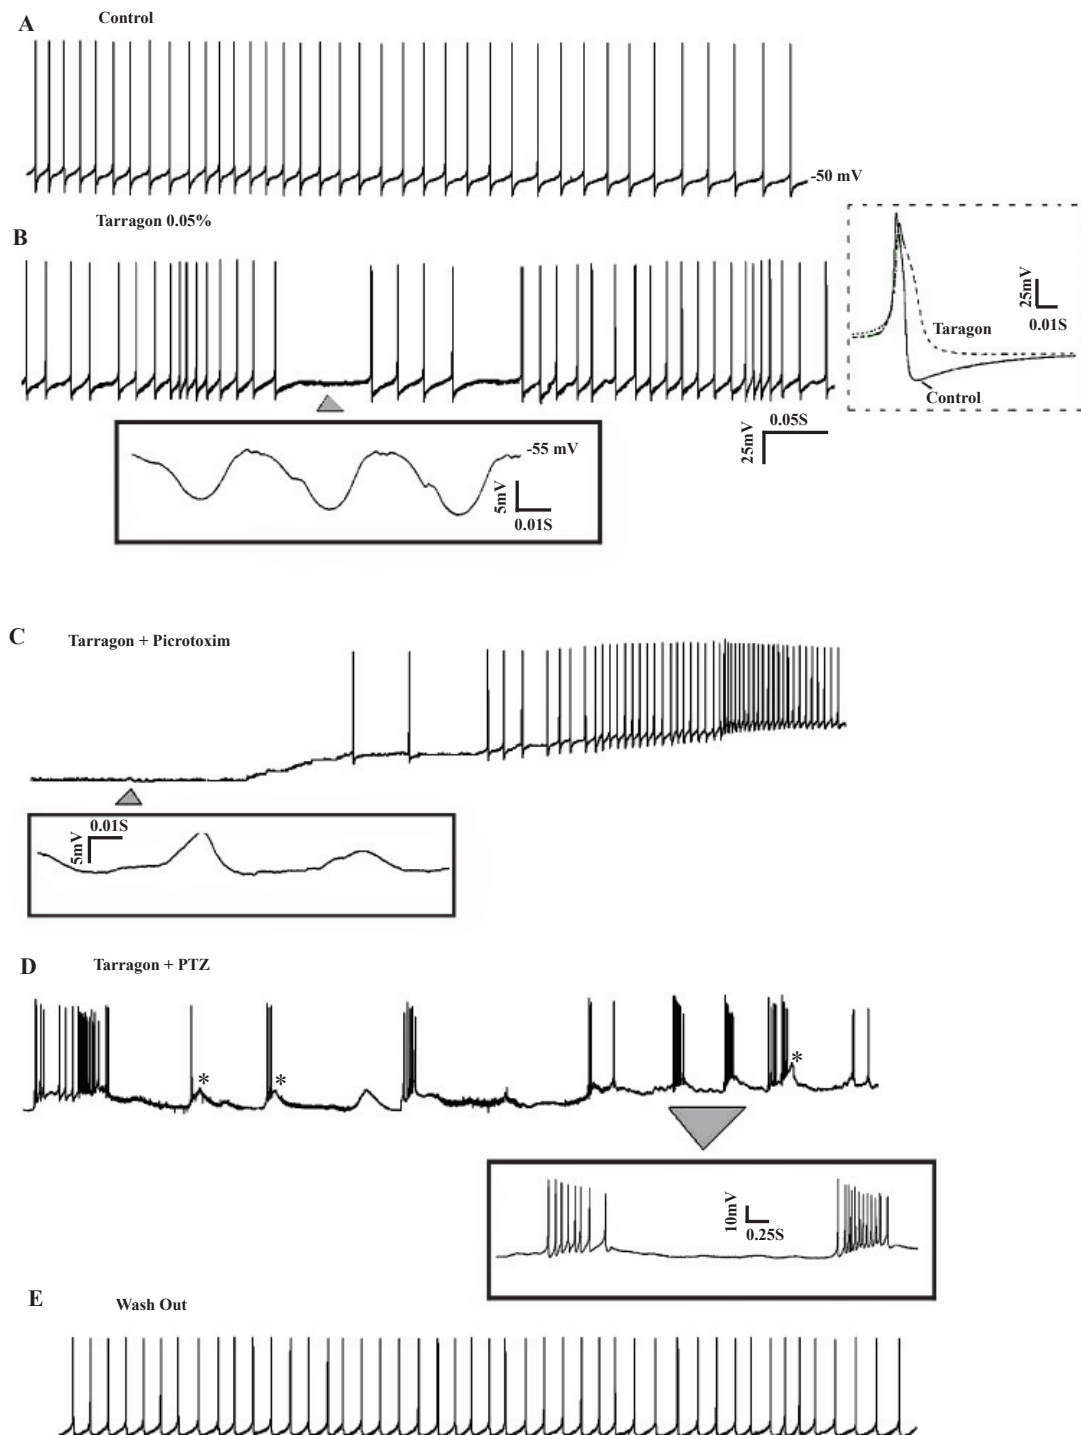 A
Control
-50 mV
Tarragon 0.05%
B
25mV
0.01S
Taragon
Control
0.05S
25mV
-55 mV
5mV
0.01S
C
Tarragon + Picrotoxim
0.01S
5mV
D
Tarragon + PTZ
*
*
*
10mV
0.25S
E
Wash Out